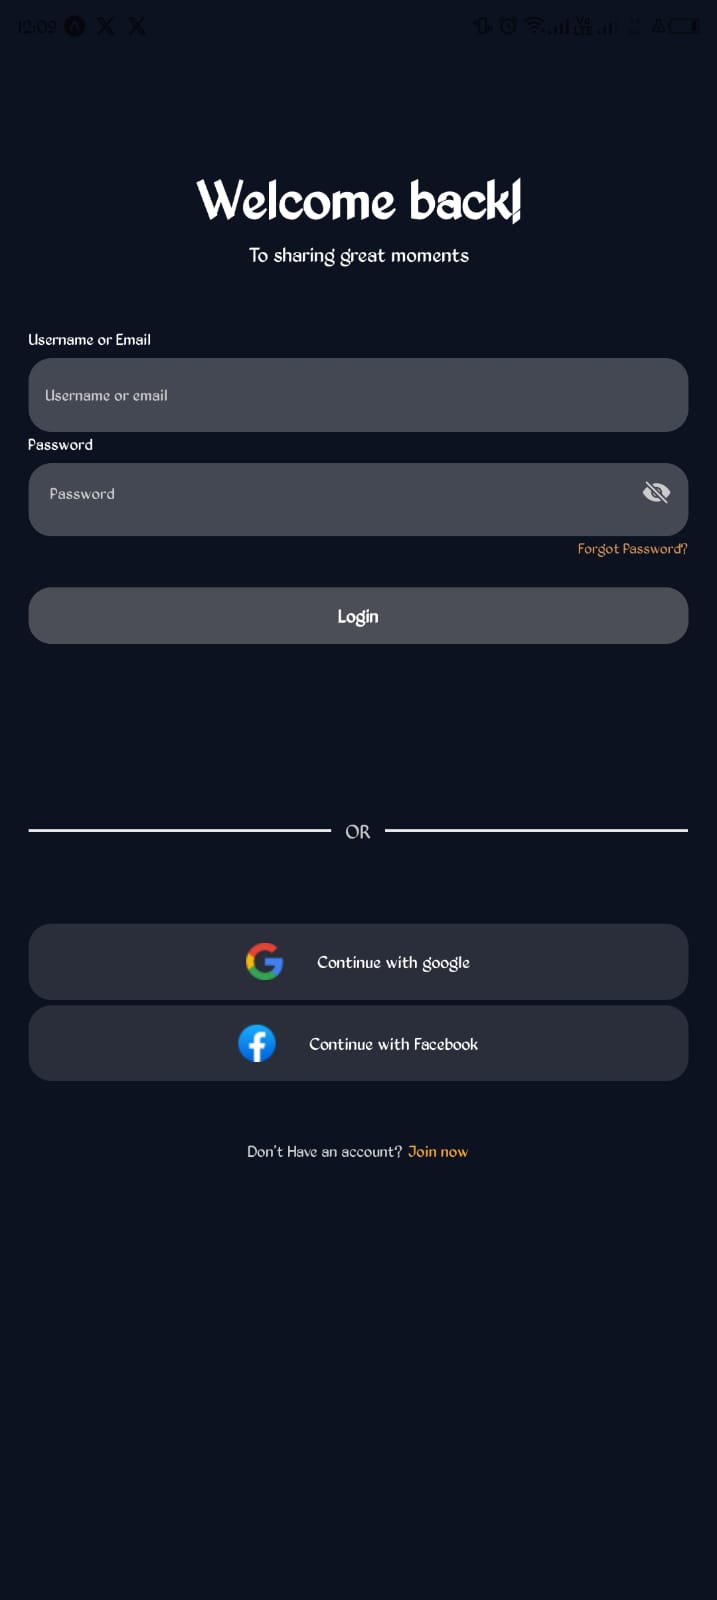 12:09
Welcome back!
To sharing great moments
Username or Email
Username or email
Password
Password
Forgot Password?
Login
OR
Continue with google
Continue with Facebook
Don't Have an account? Join now